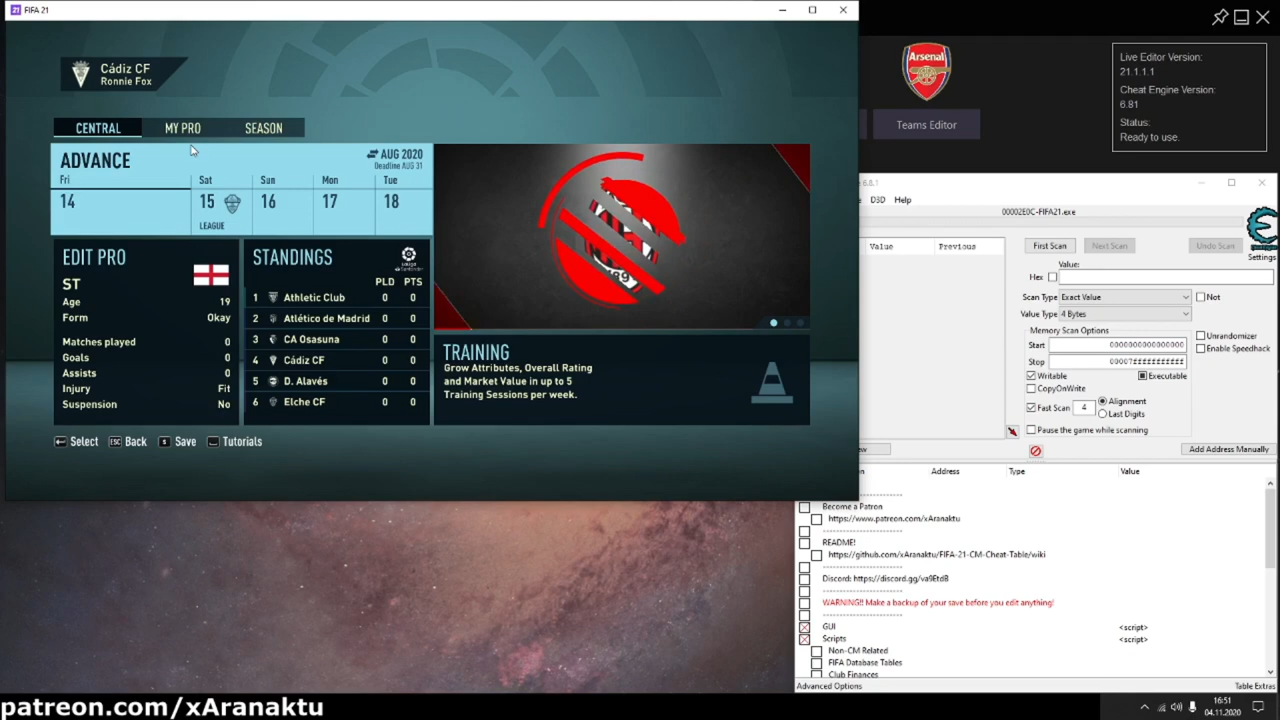 FIFA 21
Cádiz CF
Ronnie Fox
CENTRAL MY PRO SEASON
ADVANCE
AUG 2020
Deadline AUG 31
Fri Sat Sun Mon Tue
14 15 16 17 18
LEAGUE
EDIT PRO
ST
Age 19
Form Okay
Matches played 0
Goals 0
Assists 0
Injury Fit
Suspension No
STANDINGS
PLD PTS
1 Athletic Club 0 0
2 Atlético de Madrid 0 0
3 CA Osasuna 0 0
4 Cádiz CF 0 0
5 D. Alavés 0 0
6 Elche CF 0 0
TRAINING
Grow Attributes, Overall Rating
and Market Value in up to 5
Training Sessions per week.
Select ESC Back S Save Tutorials
Arsenal
Teams Editor
Live Editor Version:
21.1.1.1
Cheat Engine Version:
6.81
Status:
Ready to use.
6.8.1
D3D Help
00002E0C-FIFA21.exe
Value Previous
First Scan Next Scan Undo Scan
Settings
Value:
Hex
Scan Type Exact Value Not
Value Type 4 Bytes
Memory Scan Options
Start 0000000000000000
Stop 00007fffffffffff
Unrandomizer
Enable Speedhack
Writable Executable
CopyOnWrite
Fast Scan 4 Alignment
Last Digits
Pause the game while scanning
Add Address Manually
Address Type Value
------------------------
Become a Patron
https://www.patreon.com/xAranaktu
------------------------
README!
https://github.com/xAranaktu/FIFA-21-CM-Cheat-Table/wiki
------------------------
Discord: https://discord.gg/va9EtdB
------------------------
WARNING!! Make a backup of your save before you edit anything!
------------------------
GUI <script>
Scripts <script>
Non-CM Related
FIFA Database Tables
Club Finances
Advanced Options Table Extras
patreon.com/xAranaktu
16:51
04.11.2020